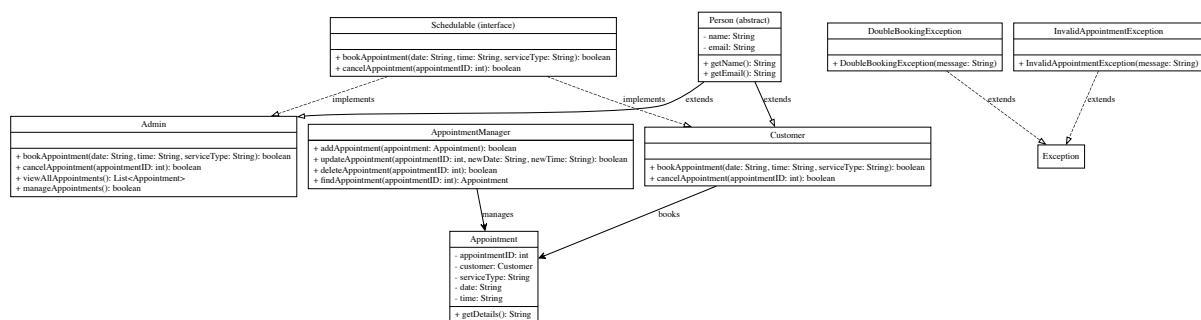 Schedulable (interface)
+ bookAppointment(date: String, time: String, serviceType: String): boolean
+ cancelAppointment(appointmentID: int): boolean
Person (abstract)
- name: String
- email: String
+ getName(): String
+ getEmail(): String
DoubleBookingException
+ DoubleBookingException(message: String)
InvalidAppointmentException
+ InvalidAppointmentException(message: String)
implements
implements
extends
extends
extends
extends
Admin
+ bookAppointment(date: String, time: String, serviceType: String): boolean
+ cancelAppointment(appointmentID: int): boolean
+ viewAllAppointments(): List<Appointment>
+ manageAppointments(): boolean
AppointmentManager
+ addAppointment(appointment: Appointment): boolean
+ updateAppointment(appointmentID: int, newDate: String, newTime: String): boolean
+ deleteAppointment(appointmentID: int): boolean
+ findAppointment(appointmentID: int): Appointment
Customer
+ bookAppointment(date: String, time: String, serviceType: String): boolean
+ cancelAppointment(appointmentID: int): boolean
Exception
manages
books
Appointment
- appointmentID: int
- customer: Customer
- serviceType: String
- date: String
- time: String
+ getDetails(): String